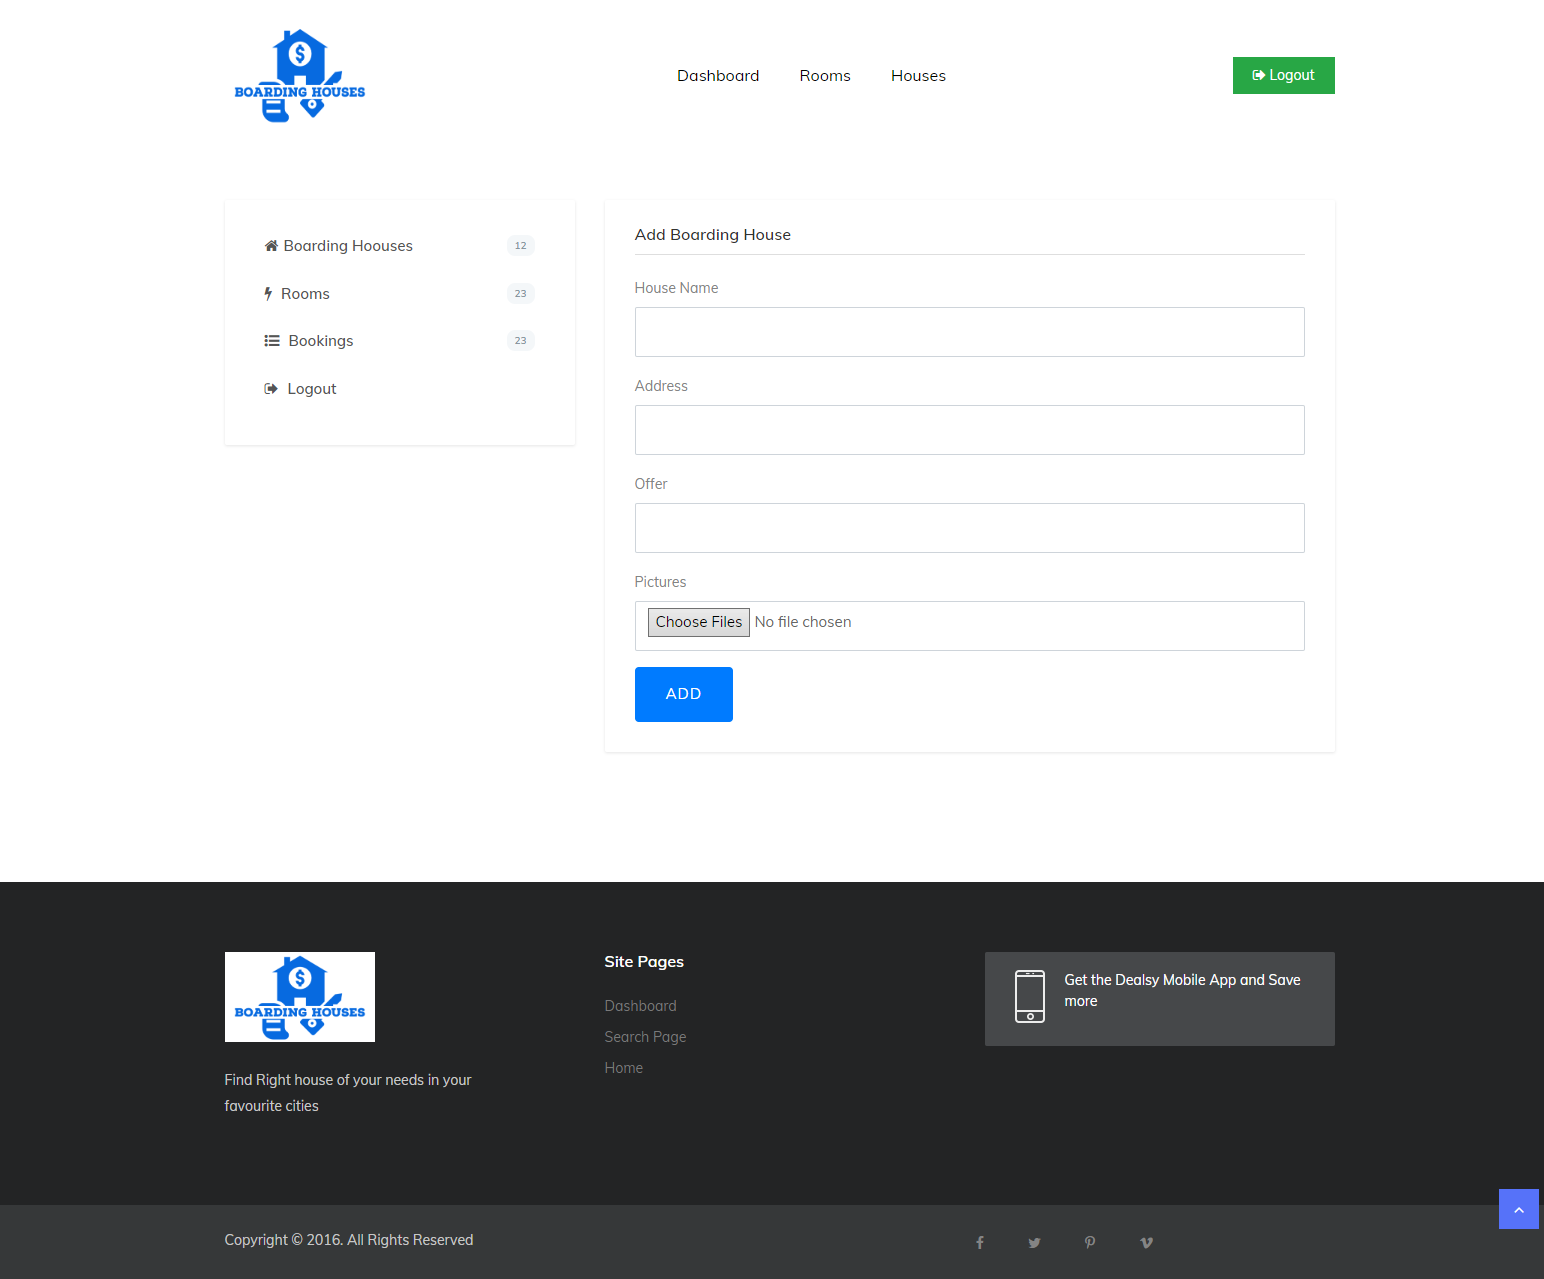 BOARDING HOUSES
Dashboard Rooms Houses
Logout
Boarding Hoouses 12
Rooms 23
Bookings 23
Logout
Add Boarding House
House Name
Address
Offer
Pictures
Choose Files No file chosen
ADD
BOARDING HOUSES
Find Right house of your needs in your
favourite cities
Site Pages
Dashboard
Search Page
Home
Get the Dealsy Mobile App and Save
more
Copyright © 2016. All Rights Reserved